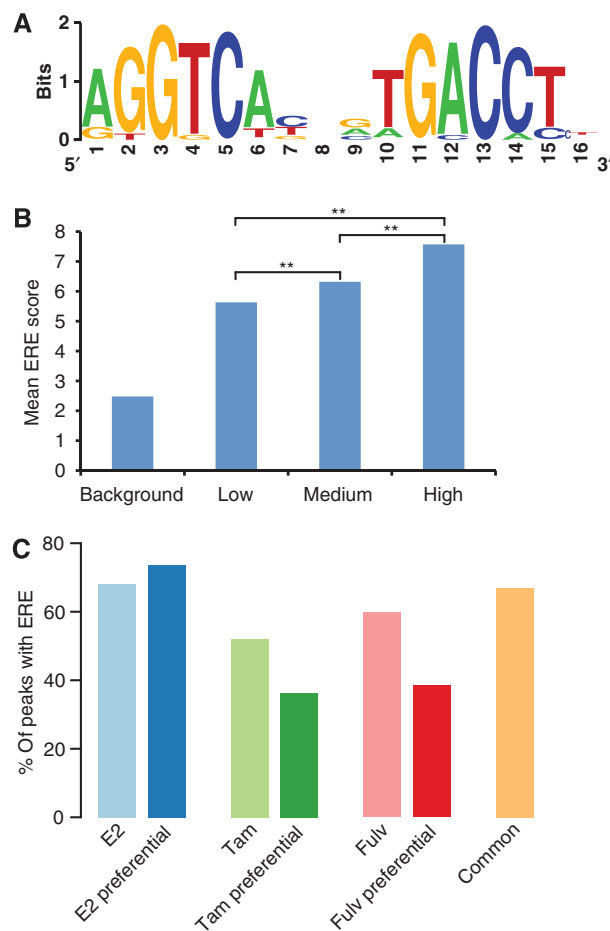 A
2
Bits
1
0
AGGTCA TGACCT
1 2 3 4 5 6 7 8 9 10 11 12 13 14 15 16
5′ 3′
B
Mean ERE score
8
7
6
5
4
3
2
1
0
**
**
**
Background Low Medium High
C
% Of peaks with ERE
80
60
40
20
0
E2
E2 preferential
Tam
Tam preferential
Fulv
Fulv preferential
Common